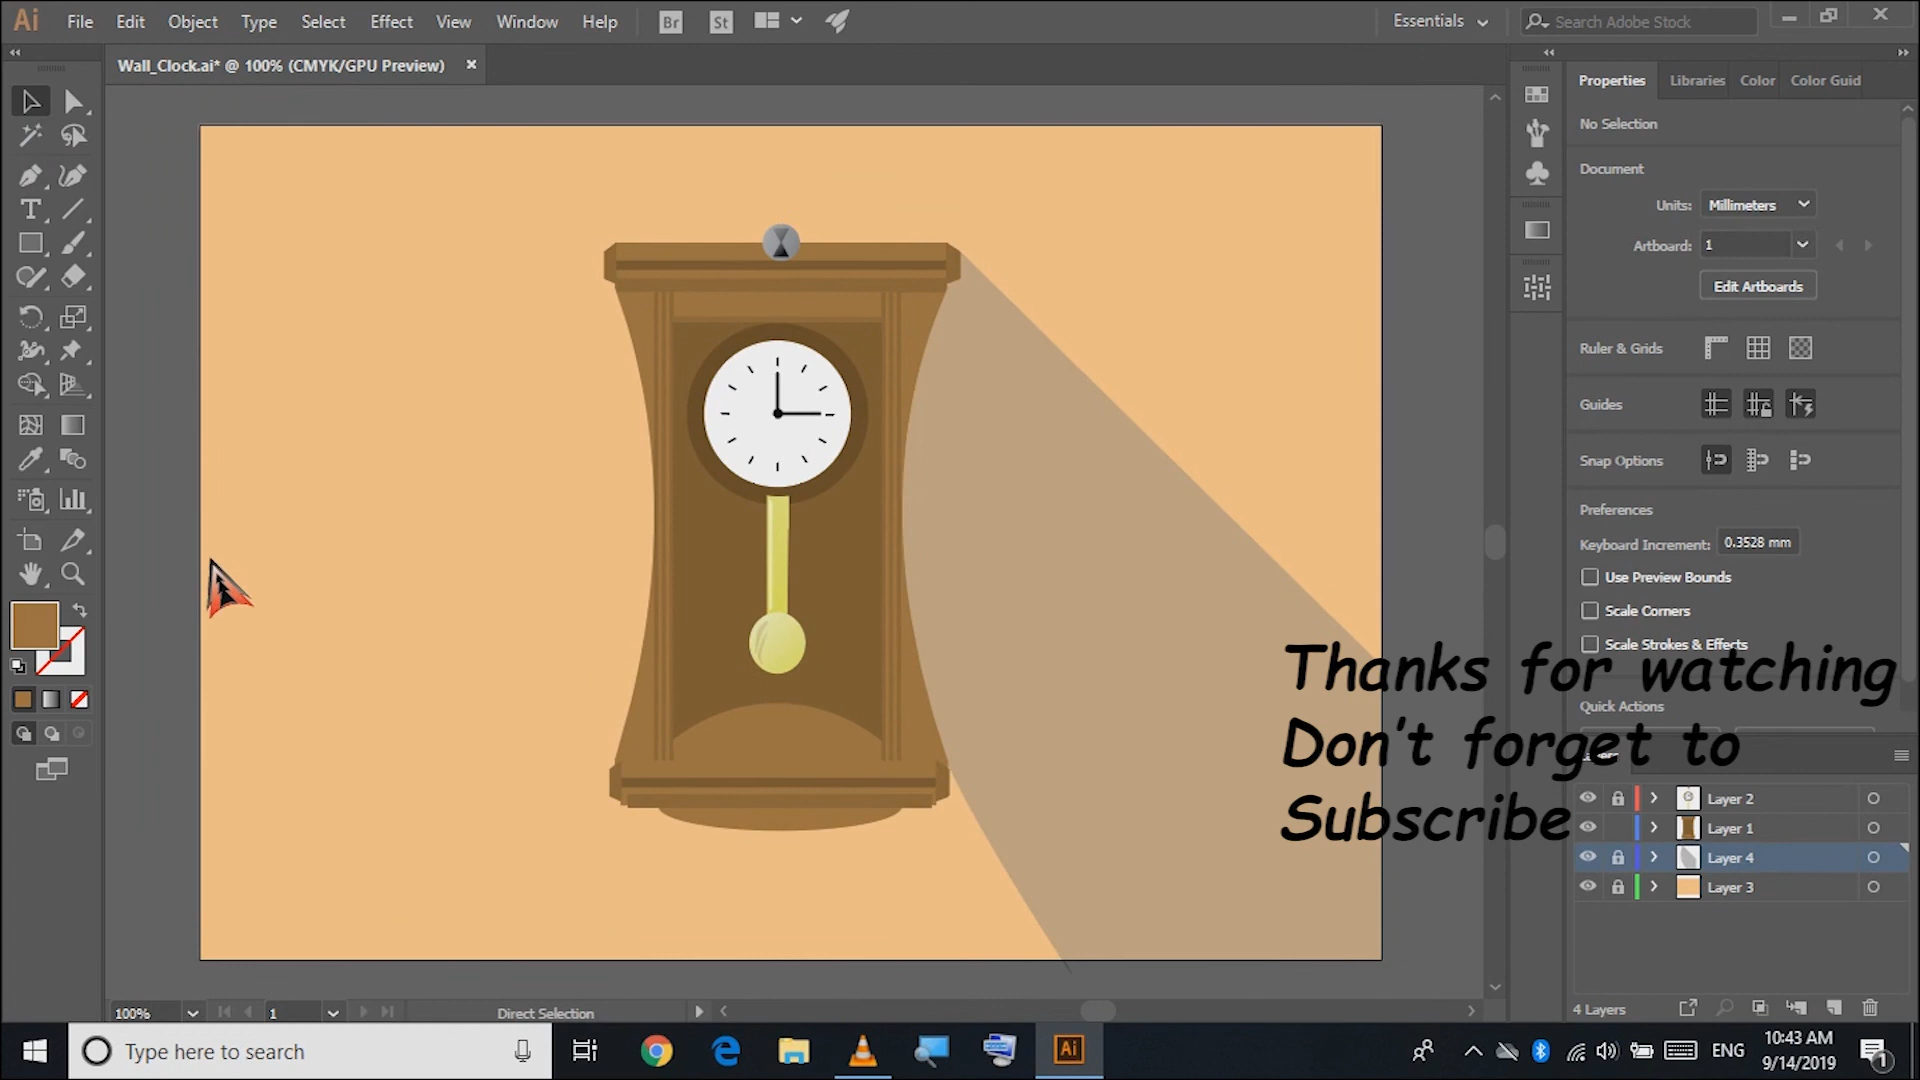 Ai File Edit Object Type Select Effect View Window Help Br St Essentials Search Adobe Stock
Wall_Clock.ai* @ 100% (CMYK/GPU Preview)
Properties Libraries Color Color Guid
No Selection
Document
Units: Millimeters
Artboard: 1
Edit Artboards
Ruler & Grids
Guides
Snap Options
Preferences
Keyboard Increment: 0.3528 mm
Use Preview Bounds
Scale Corners
Scale Strokes & Effects
Thanks for watching
Quick Actions
Don't forget to
Subscribe
Layer 2
Layer 1
Layer 4
Layer 3
100% 1 Direct Selection
4 Layers
Type here to search
Ai
ENG
10:43 AM
9/14/2019
1